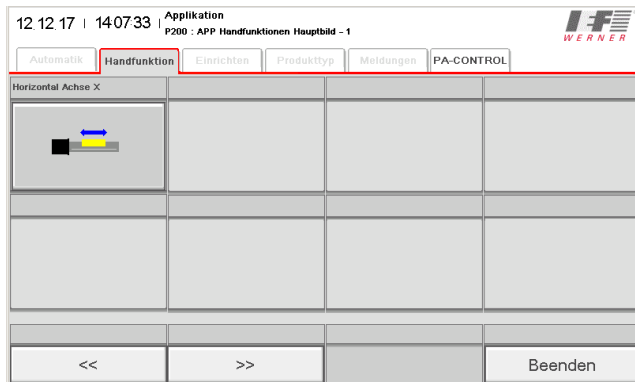 12.12.17 | 14:07:33 | Applikation
P200 : APP Handfunktionen Hauptbild - 1
IEF
WERNER
Automatik Handfunktion Einrichten Produkttyp Meldungen PA-CONTROL
Horizontal Achse X
<< >> Beenden